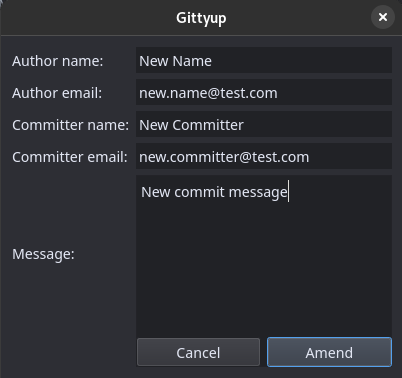 Gittyup
Author name: New Name
Author email: new.name@test.com
Committer name: New Committer
Committer email: new.committer@test.com
Message: New commit message
Cancel Amend